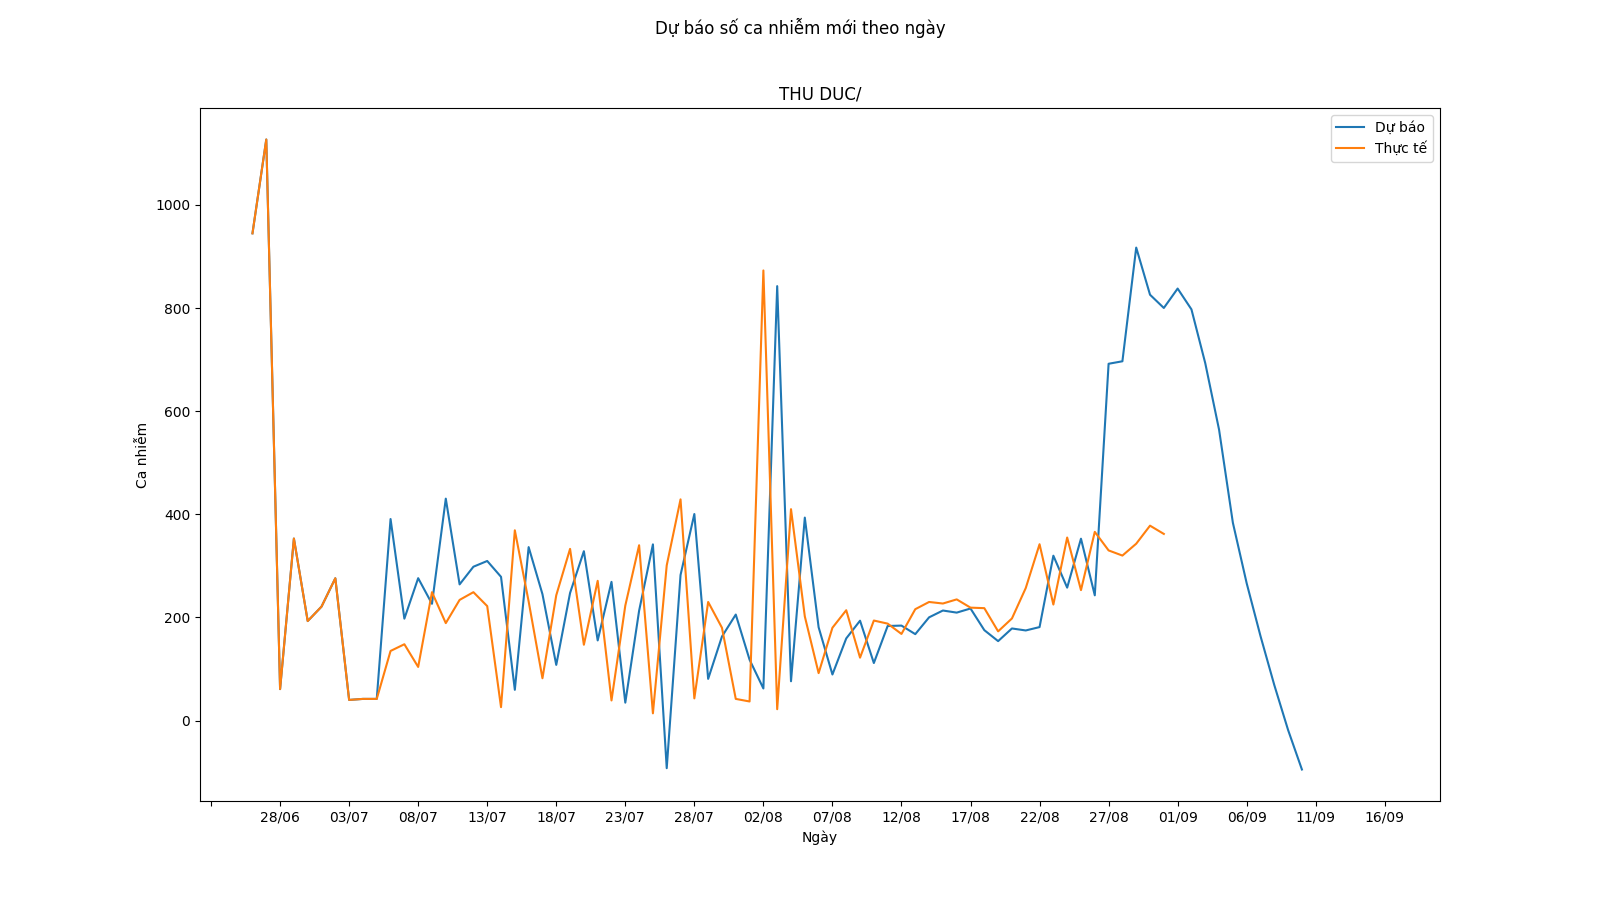 Dự báo số ca nhiễm mới theo ngày
THU DUC/
Dự báo
Thực tế
1000
800
600
400
200
0
Ca nhiễm
28/06 03/07 08/07 13/07 18/07 23/07 28/07 02/08 07/08 12/08 17/08 22/08 27/08 01/09 06/09 11/09 16/09
Ngày